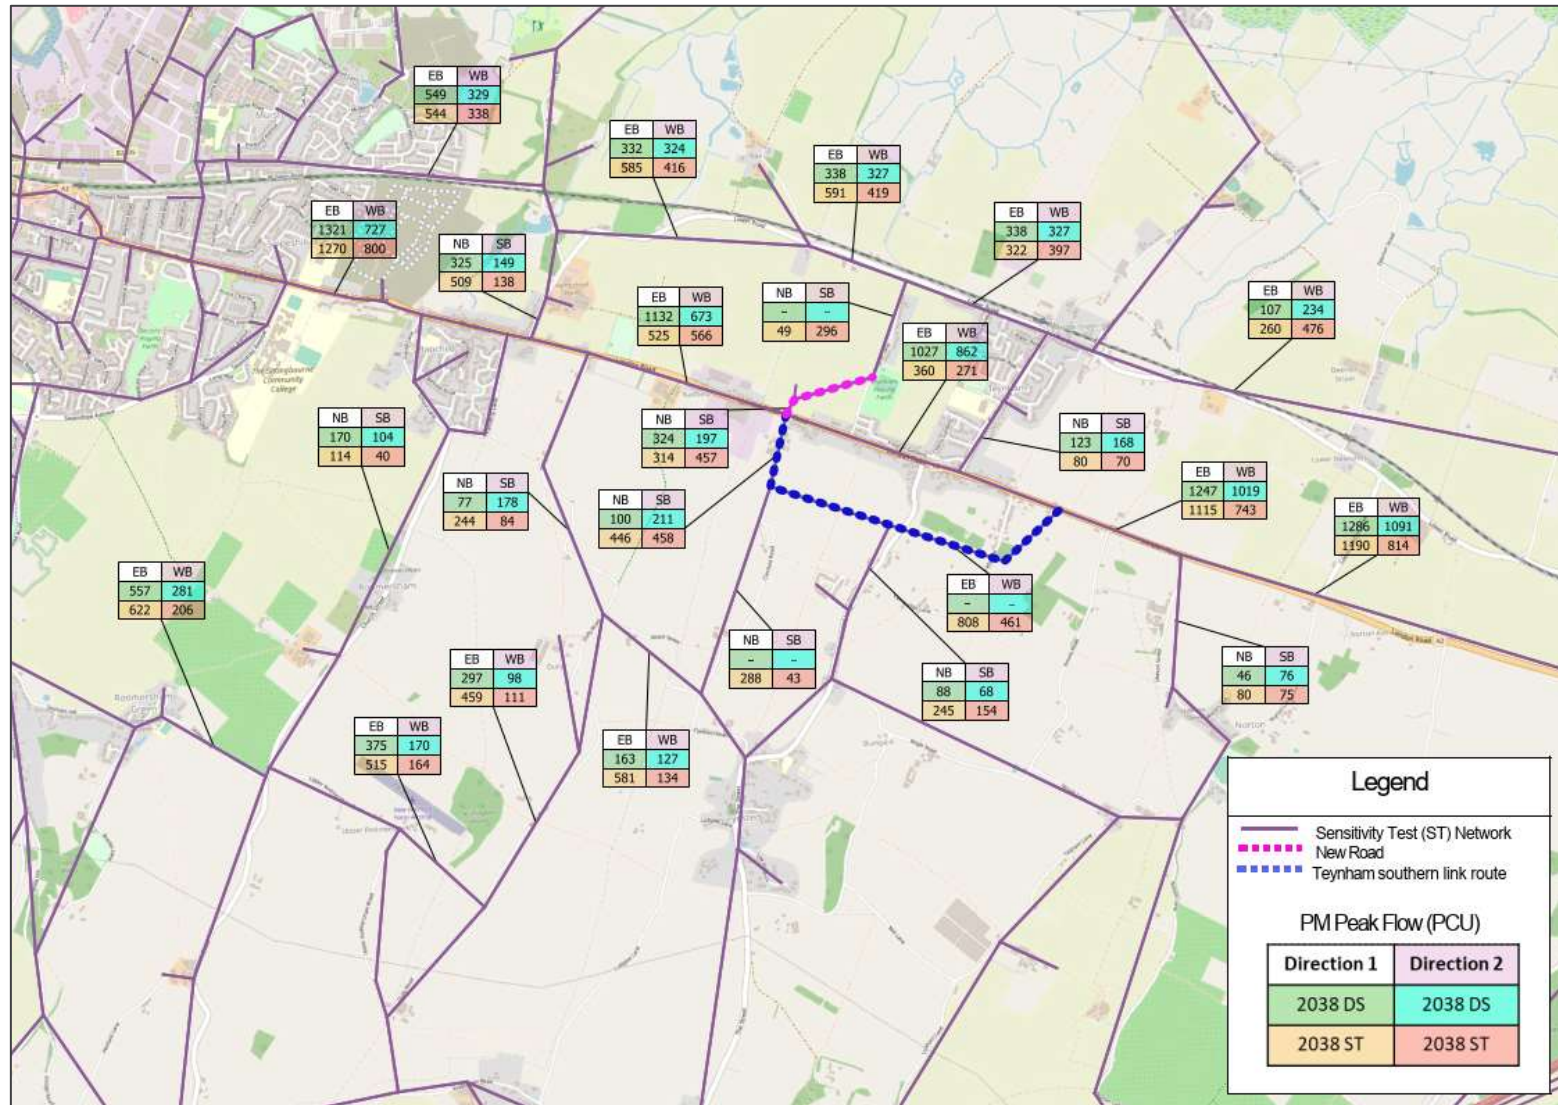 EB WB
549 329
544 338
EB WB
332 324
585 416
EB WB
338 327
591 419
EB WB
1321 727
1270 800
NB SB
325 149
509 138
EB WB
338 327
322 397
EB WB
1132 673
525 566
NB SB
- -
49 296
EB WB
107 234
260 476
EB WB
1027 862
360 271
NB SB
170 104
114 40
NB SB
324 197
314 457
NB SB
123 168
80 70
NB SB
77 178
244 84
NB SB
100 211
446 458
EB WB
1247 1019
1115 743
EB WB
1286 1091
1190 814
EB WB
557 281
622 206
EB WB
- -
808 461
NB SB
- -
288 43
EB WB
297 98
459 111
NB SB
88 68
245 154
NB SB
46 76
80 75
EB WB
375 170
515 164
EB WB
163 127
581 134
The Sittingbourne
Community
College
Norton
Legend
Sensitivity Test (ST) Network
New Road
Teynham southern link route
PM Peak Flow (PCU)
Direction 1 Direction 2
2038 DS 2038 DS
2038 ST 2038 ST